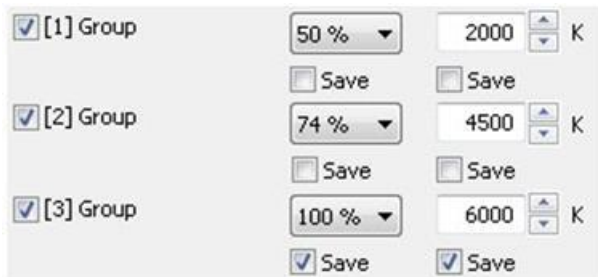 [1] Group 50 % 2000 K
Save Save
[2] Group 74 % 4500 K
Save Save
[3] Group 100 % 6000 K
Save Save